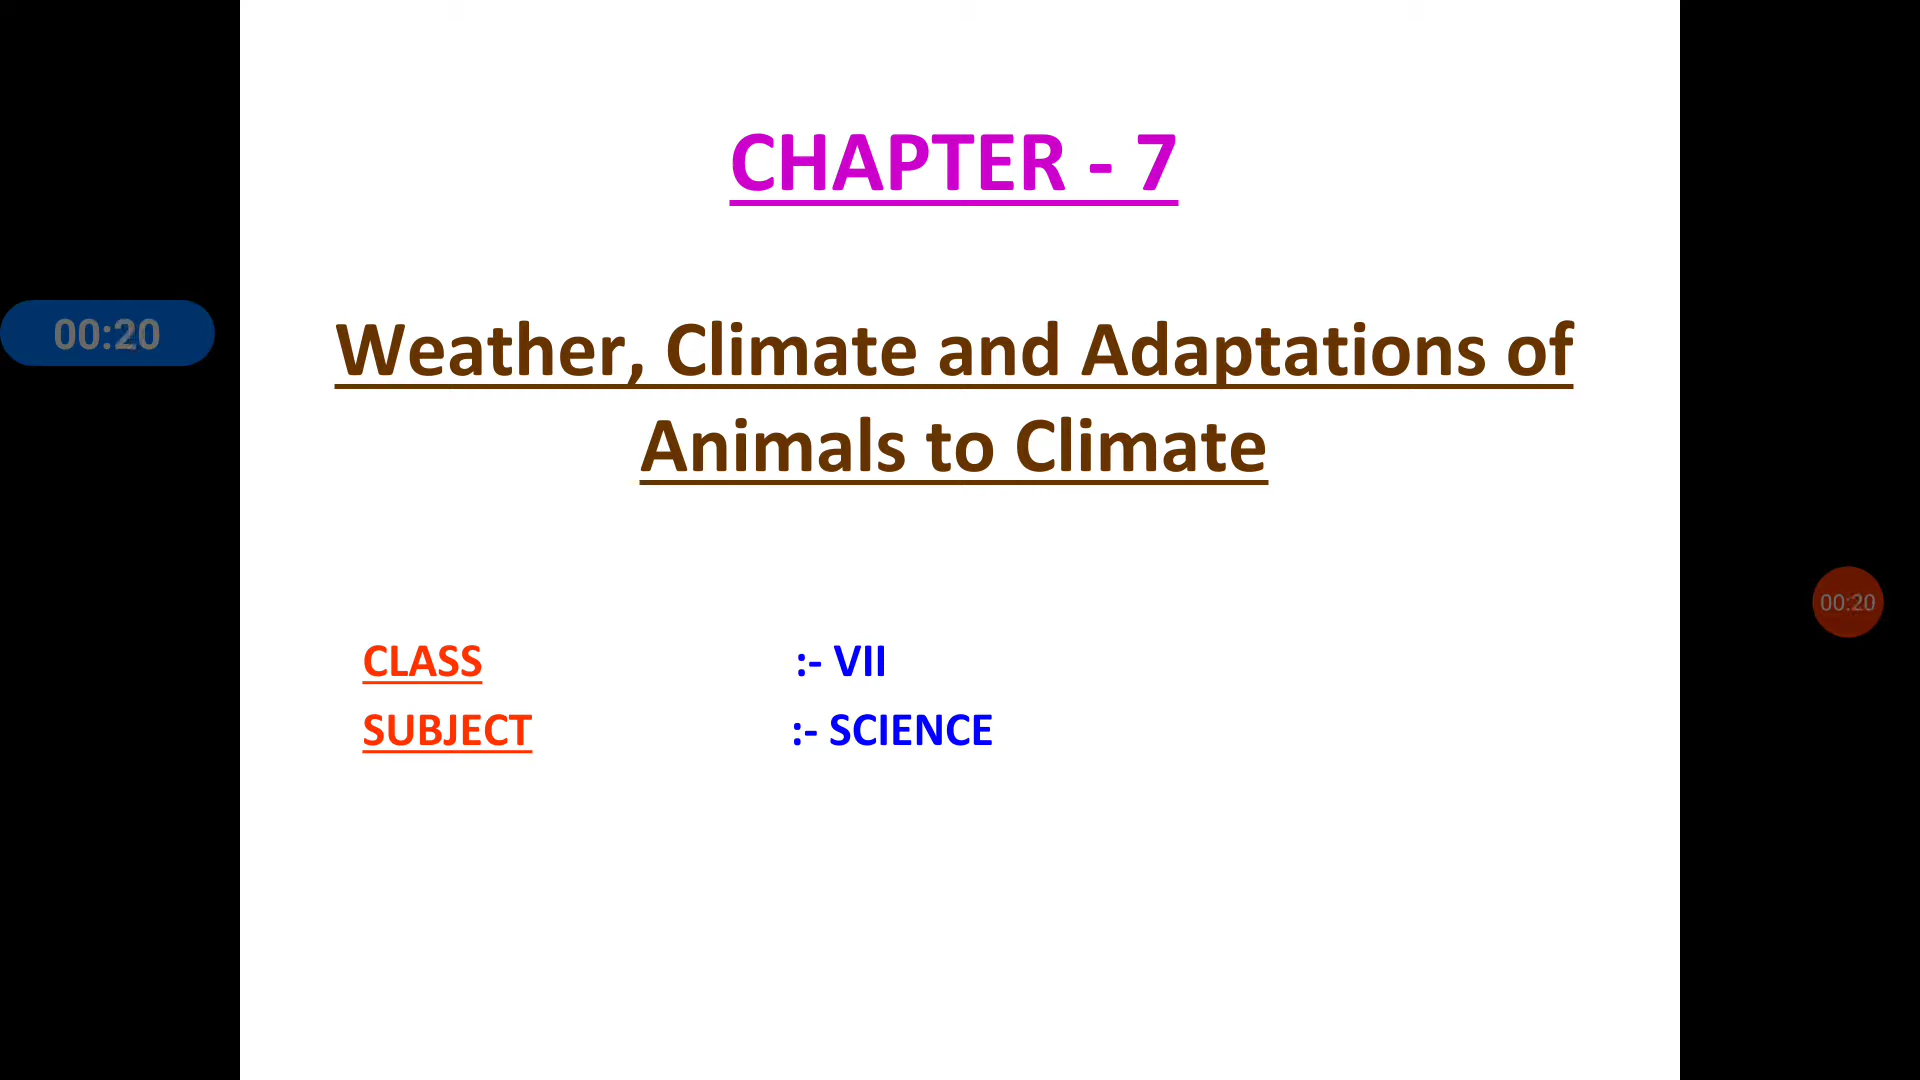 CHAPTER - 7
Weather, Climate and Adaptations of
Animals to Climate
00:20
00:20
CLASS :- VII
SUBJECT :- SCIENCE